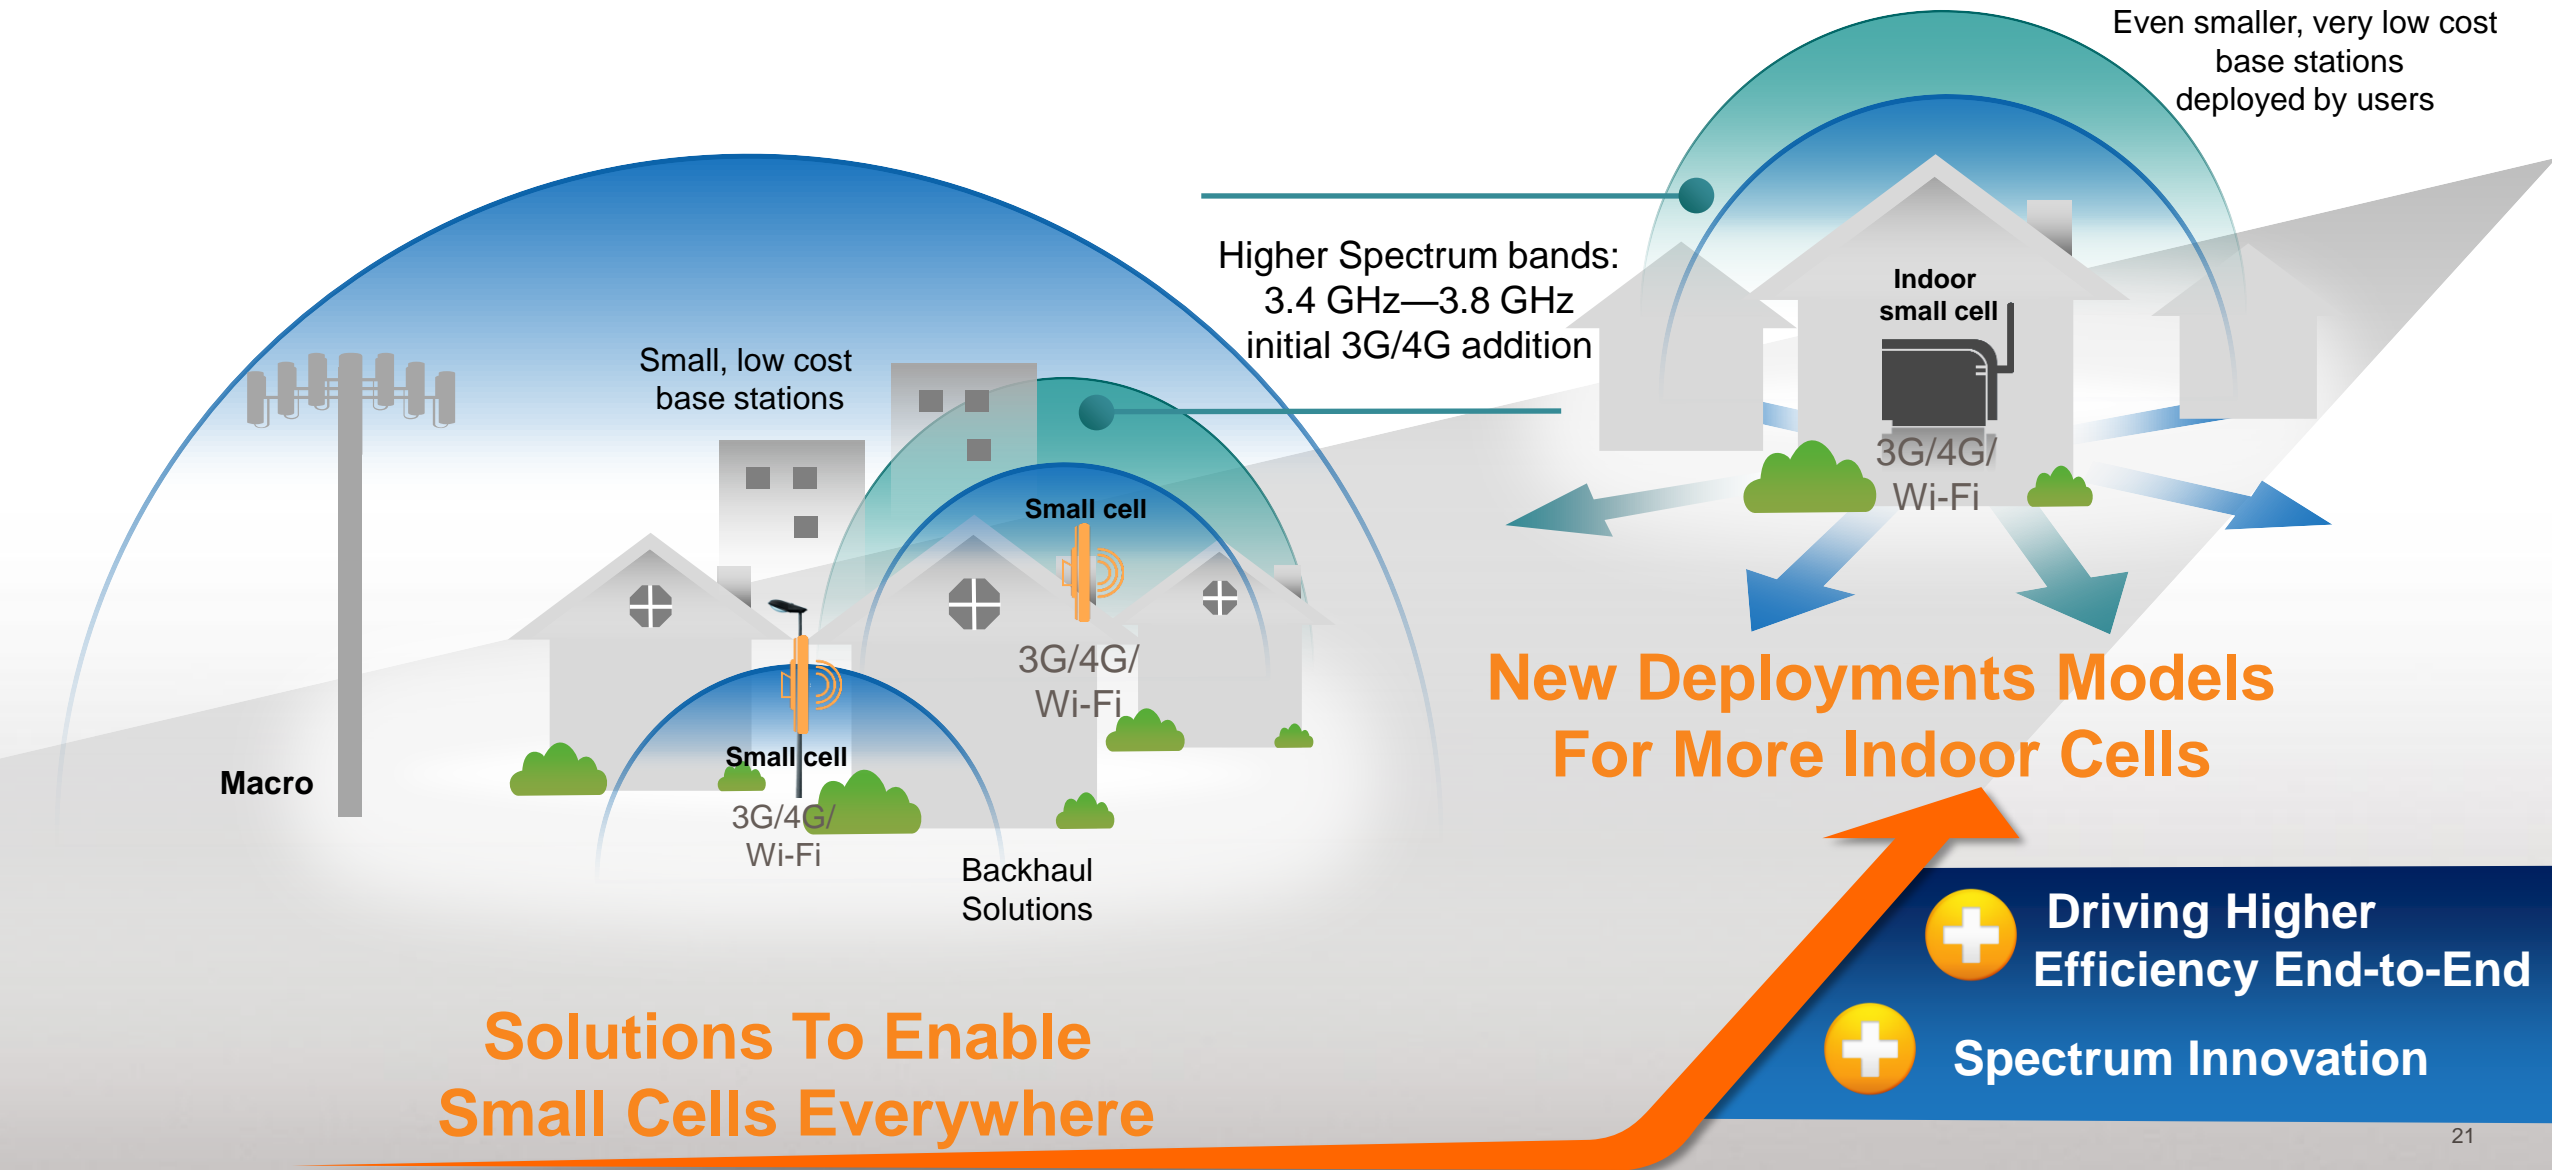 Even smaller, very low cost
base stations
deployed by users
Higher Spectrum bands:
3.4 GHz—3.8 GHz
initial 3G/4G addition
Indoor
small cell
3G/4G/
Wi-Fi
Small, low cost
base stations
Small cell
3G/4G/
Wi-Fi
Small cell
3G/4G/
Wi-Fi
Macro
Backhaul
Solutions
New Deployments Models
For More Indoor Cells
Solutions To Enable
Small Cells Everywhere
Driving Higher
Efficiency End-to-End
Spectrum Innovation
21